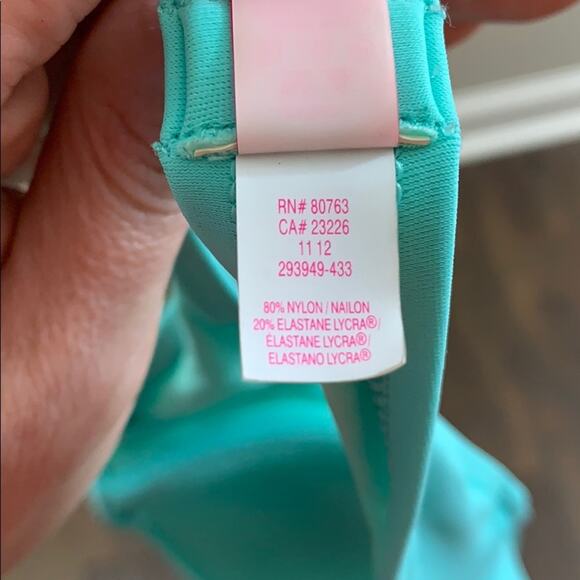 RN# 80763
CA# 23226
11 12
293949-433
80% NYLON / NAILON
20% ELASTANE LYCRA®/
ÉLASTANE LYCRA®/
ELASTANO LYCRA®